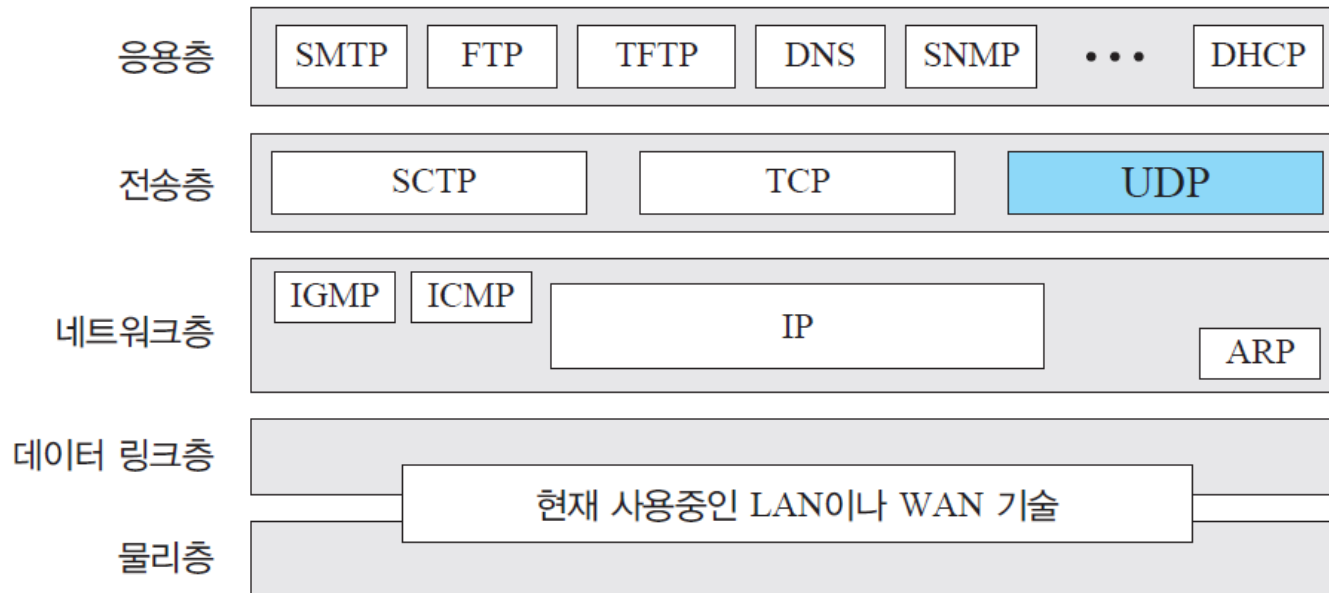 응용층 SMTP FTP TFTP DNS SNMP ••• DHCP
전송층 SCTP TCP UDP
네트워크층 IGMP ICMP IP ARP
데이터 링크층
현재 사용중인 LAN이나 WAN 기술
물리층